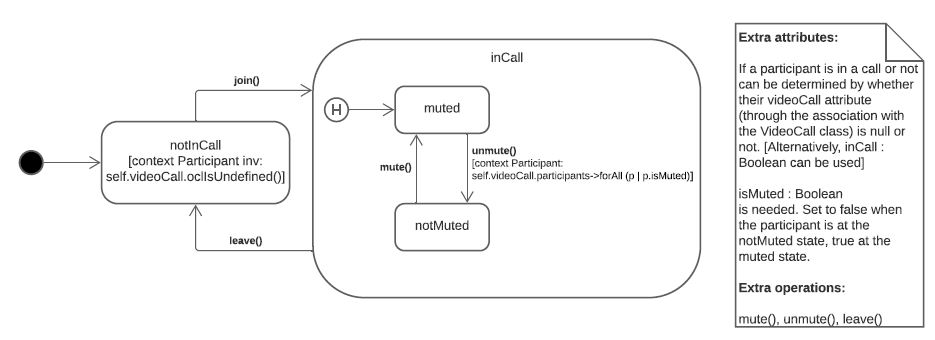 inCall
join()
H
muted
notInCall
[context Participant inv:
self.videoCall.oclIsUndefined()]
mute()
unmute()
[context Participant:
self.videoCall.participants->forAll (p | p.isMuted)]
notMuted
leave()
Extra attributes:
If a participant is in a call or not
can be determined by whether
their videoCall attribute
(through the association with
the VideoCall class) is null or
not. [Alternatively, inCall :
Boolean can be used]
isMuted : Boolean
is needed. Set to false when
the participant is at the
notMuted state, true at the
muted state.
Extra operations:
mute(), unmute(), leave()